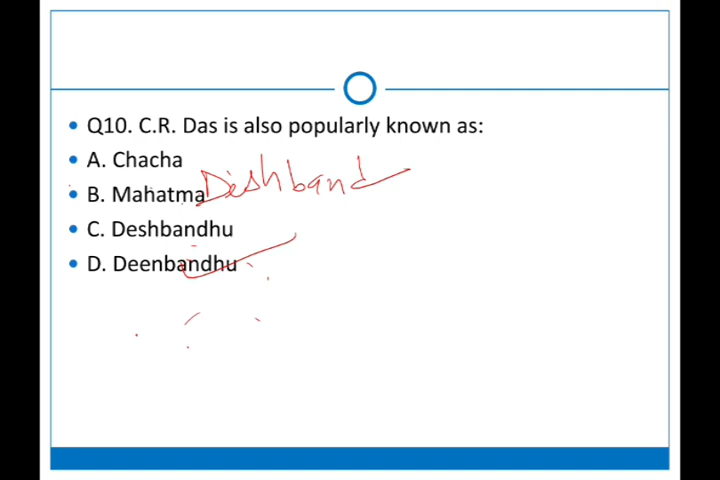 • Q10. C.R. Das is also popularly known as:
• A. Chacha
• B. Mahatma
Deshband
• C. Deshbandhu
• D. Deenbandhu